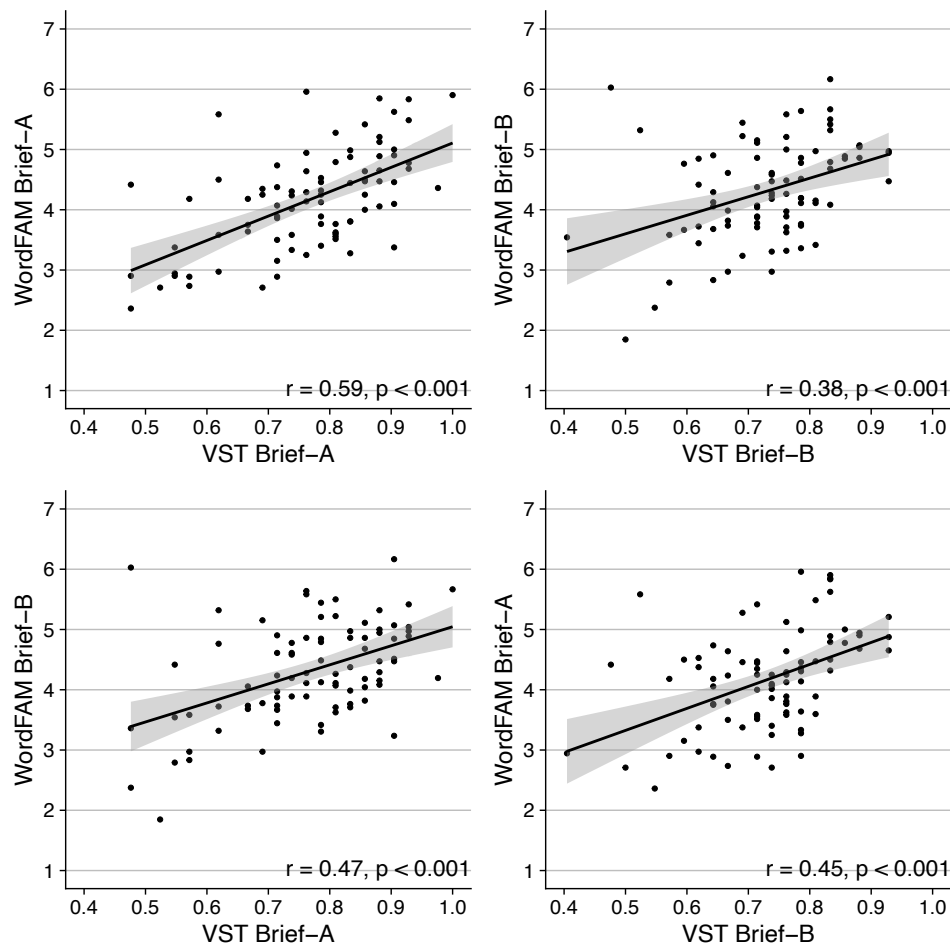 7
6
5
4
3
2
1
WordFAM Brief−A
r = 0.59, p < 0.001
0.4 0.5 0.6 0.7 0.8 0.9 1.0
VST Brief−A
7
6
5
4
3
2
1
WordFAM Brief−B
r = 0.38, p < 0.001
0.4 0.5 0.6 0.7 0.8 0.9 1.0
VST Brief−B
7
6
5
4
3
2
1
WordFAM Brief−B
r = 0.47, p < 0.001
0.4 0.5 0.6 0.7 0.8 0.9 1.0
VST Brief−A
7
6
5
4
3
2
1
WordFAM Brief−A
r = 0.45, p < 0.001
0.4 0.5 0.6 0.7 0.8 0.9 1.0
VST Brief−B